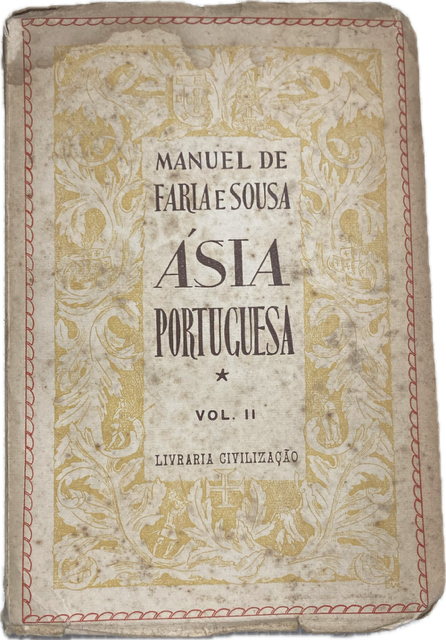 MANUEL DE
FARIA E SOUSA
ÁSIA
PORTUGUESA
VOL. II
LIVRARIA CIVILIZAÇÃO